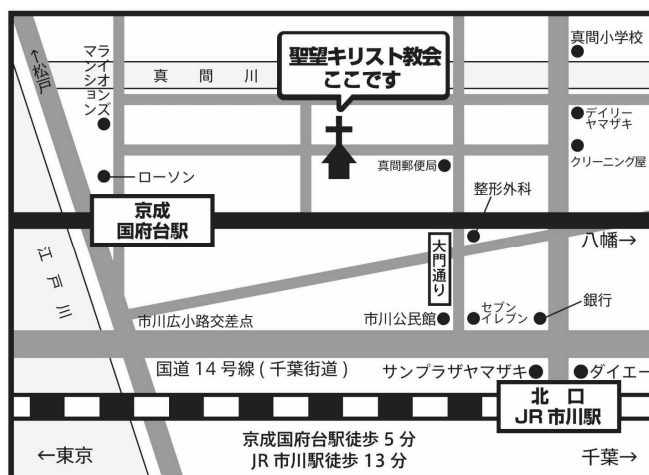 ↑松戸
ライオンズ
マンション
真間川
聖望キリスト教会
ここです
真間小学校
デイリー
ヤマザキ
クリーニング屋
真間郵便局
ローソン
整形外科
京成
国府台駅
八幡→
大門通り
江戸川
市川広小路交差点
市川公民館
セブン
イレブン
銀行
国道14号線(千葉街道)
サンプラザヤマザキ
ダイエー
北口
JR市川駅
京成国府台駅徒歩5分
JR市川駅徒歩13分
←東京
千葉→